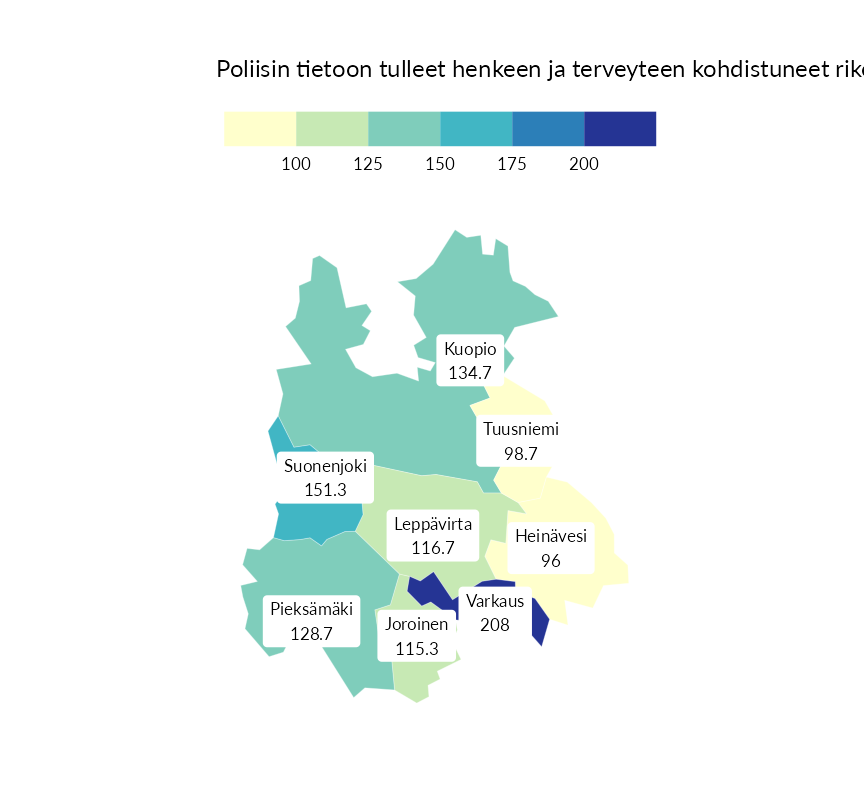 Poliisin tietoon tulleet henkeen ja terveyteen kohdistuneet
100 125 150 175 200
Kuopio
134.7
Tuusniemi
98.7
Suonenjoki
151.3
Leppävirta
116.7
Heinävesi
96
Varkaus
208
Pieksämäki
128.7
Joroinen
115.3